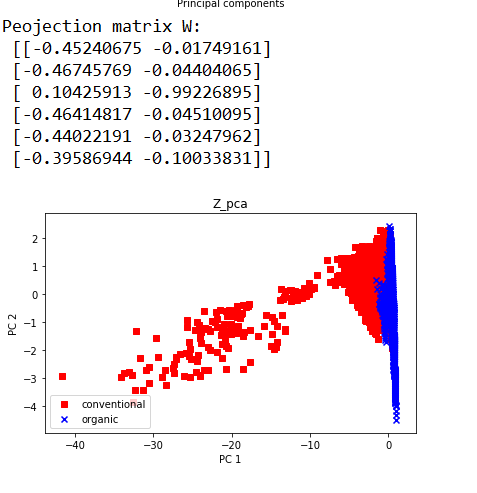 Principal components
Peojection matrix W:
[[-0.45240675 -0.01749161]
[-0.46745769 -0.04404065]
[ 0.10425913 -0.99226895]
[-0.46414817 -0.04510095]
[-0.44022191 -0.03247962]
[-0.39586944 -0.10033831]]
Z_pca
2
1
0
−1
−2
−3
−4
PC 2
conventional
organic
−40 −30 −20 −10 0
PC 1